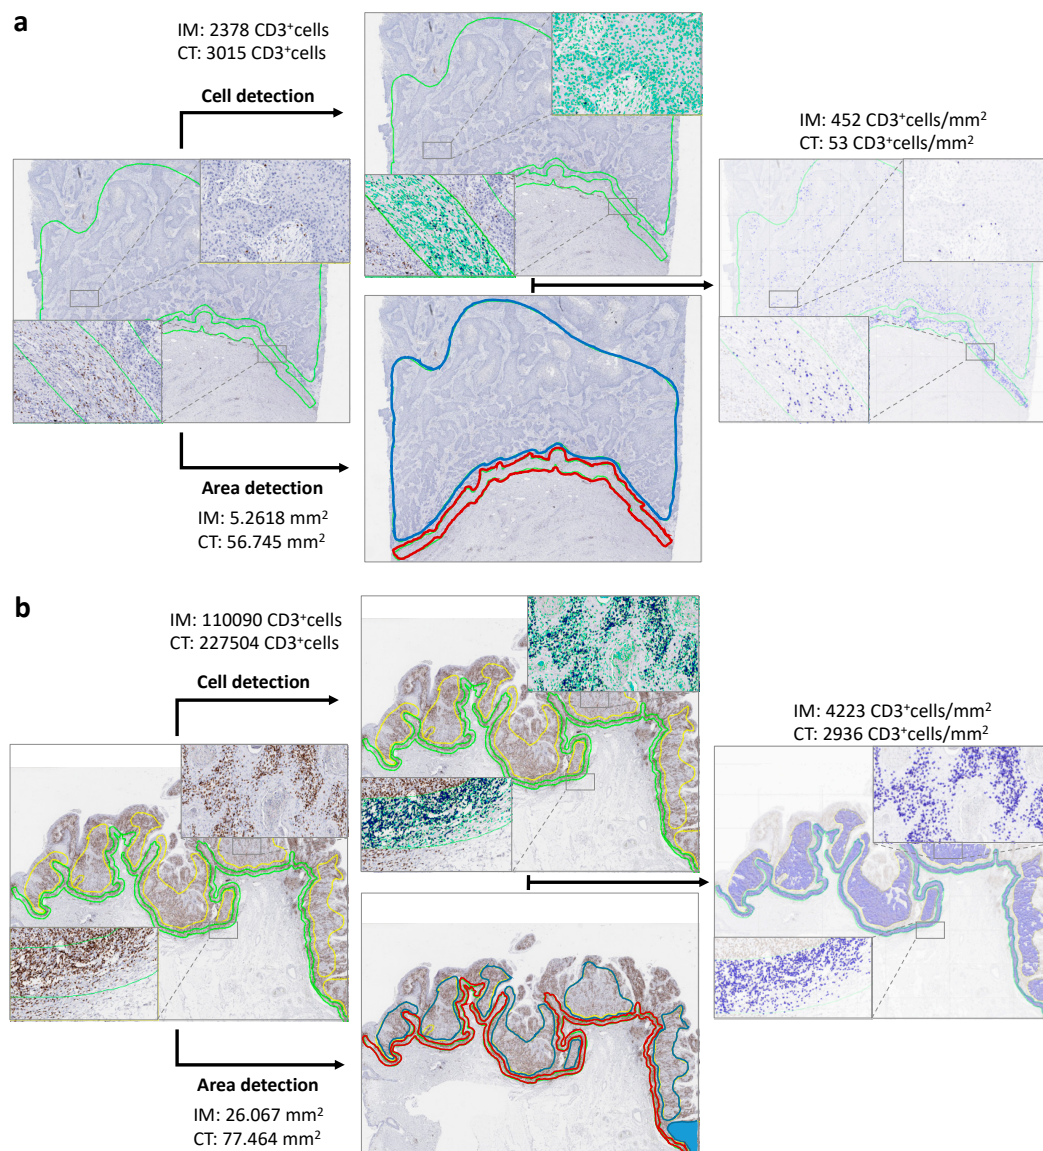 a
IM: 2378 CD3⁺cells
CT: 3015 CD3⁺cells
Cell detection
IM: 452 CD3⁺cells/mm²
CT: 53 CD3⁺cells/mm²
Area detection
IM: 5.2618 mm²
CT: 56.745 mm²
b
IM: 110090 CD3⁺cells
CT: 227504 CD3⁺cells
Cell detection
IM: 4223 CD3⁺cells/mm²
CT: 2936 CD3⁺cells/mm²
Area detection
IM: 26.067 mm²
CT: 77.464 mm²